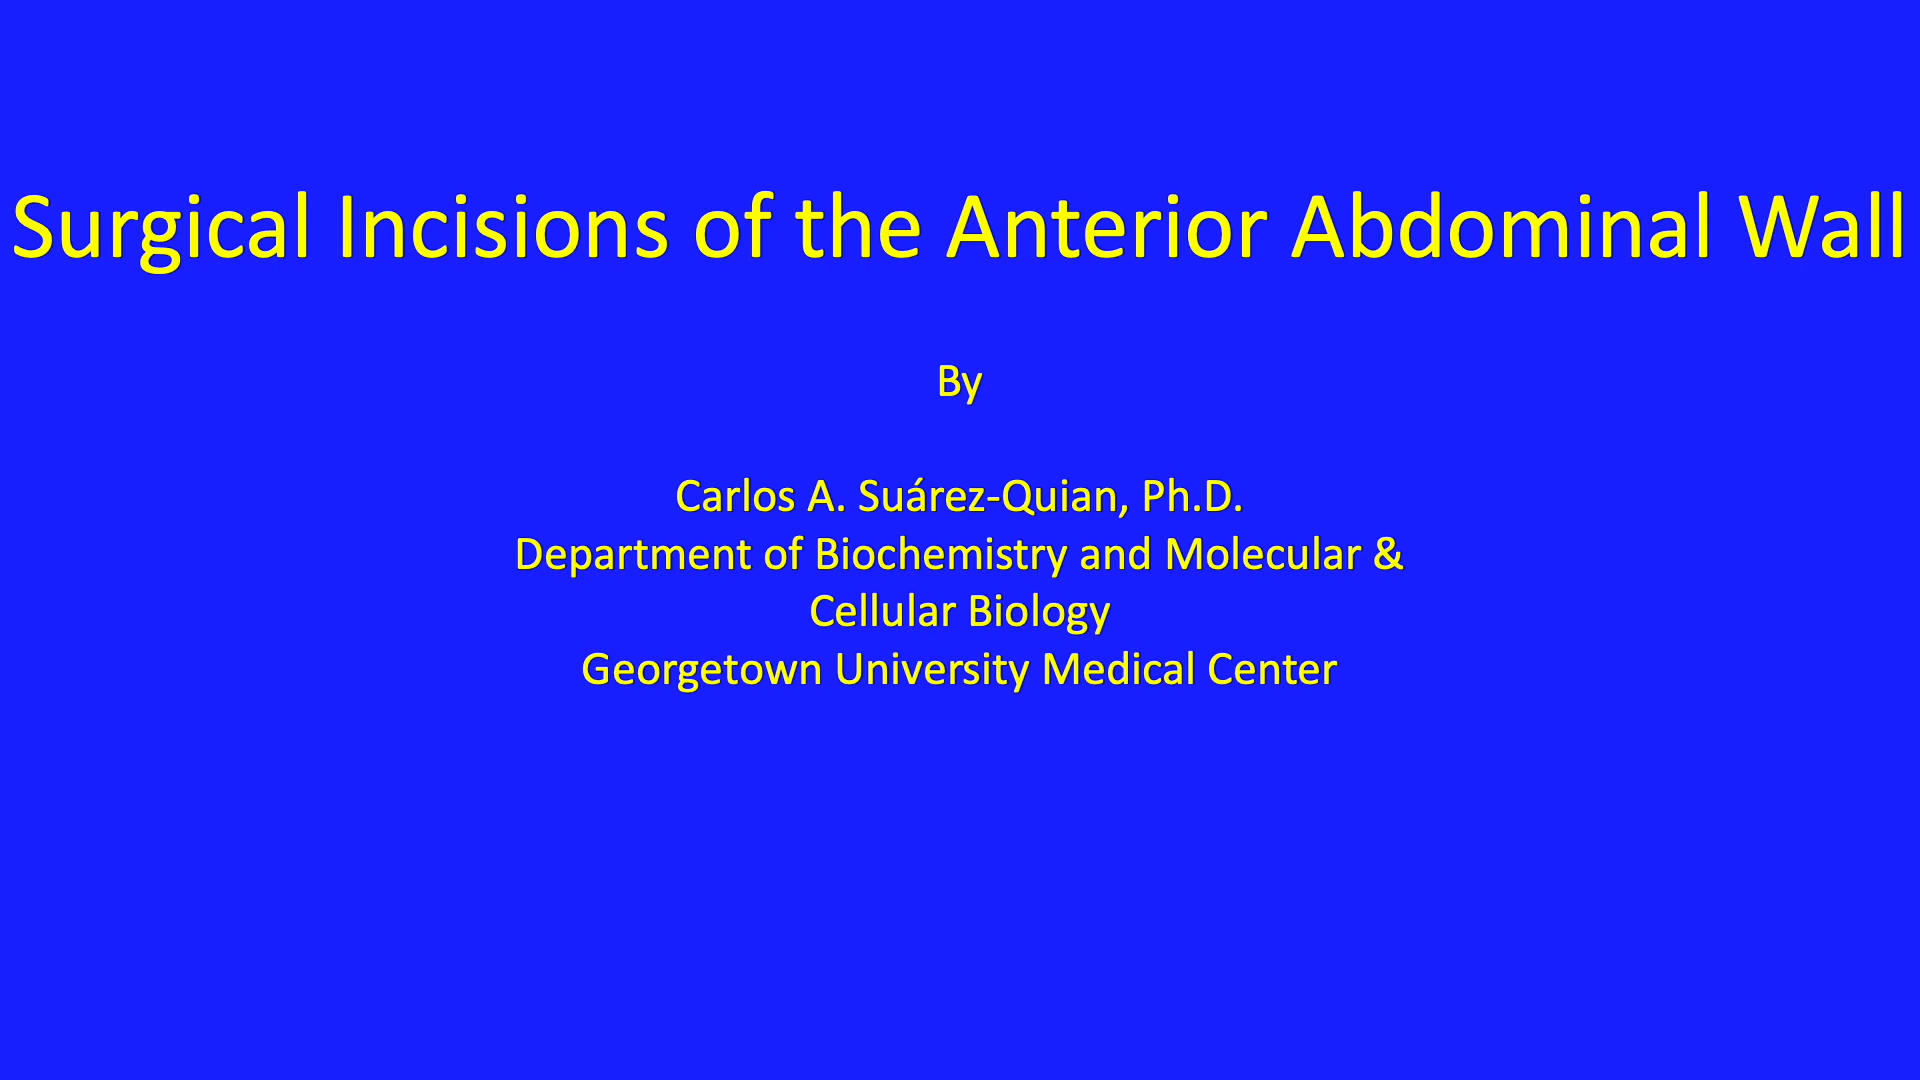 Surgical Incisions of the Anterior Abdominal Wall
By
Carlos A. Suárez-Quian, Ph.D.
Department of Biochemistry and Molecular &
Cellular Biology
Georgetown University Medical Center